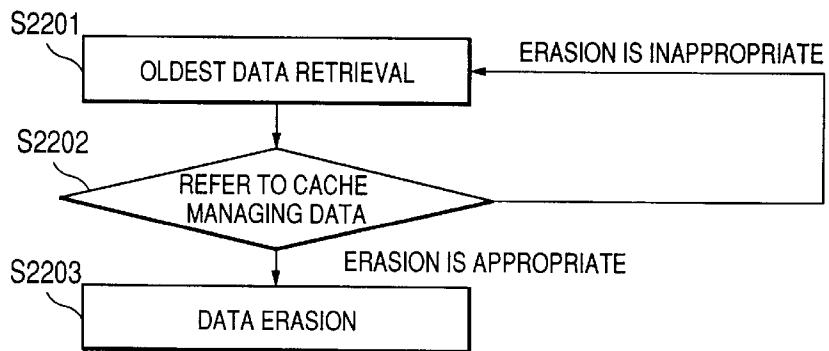 S2201
OLDEST DATA RETRIEVAL
ERASION IS INAPPROPRIATE
S2202
REFER TO CACHE
MANAGING DATA
ERASION IS APPROPRIATE
S2203
DATA ERASION